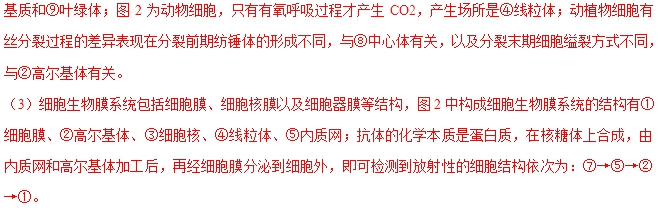 基质和⑨叶绿体；图 2 为动物细胞，只有有氧呼吸过程才产生 CO2，产生场所是④线粒体；动植物细胞有
丝分裂过程的差异表现在分裂前期纺锤体的形成不同，与⑧中心体有关，以及分裂末期细胞缢裂方式不同，
与②高尔基体有关。
（3）细胞生物膜系统包括细胞膜、细胞核膜以及细胞器膜等结构，图 2 中构成细胞生物膜系统的结构有①
细胞膜、②高尔基体、③细胞核、④线粒体、⑤内质网；抗体的化学本质是蛋白质，在核糖体上合成，由
内质网和高尔基体加工后，再经细胞膜分泌到细胞外，即可检测到放射性的细胞结构依次为：⑦→⑤→②
→①。